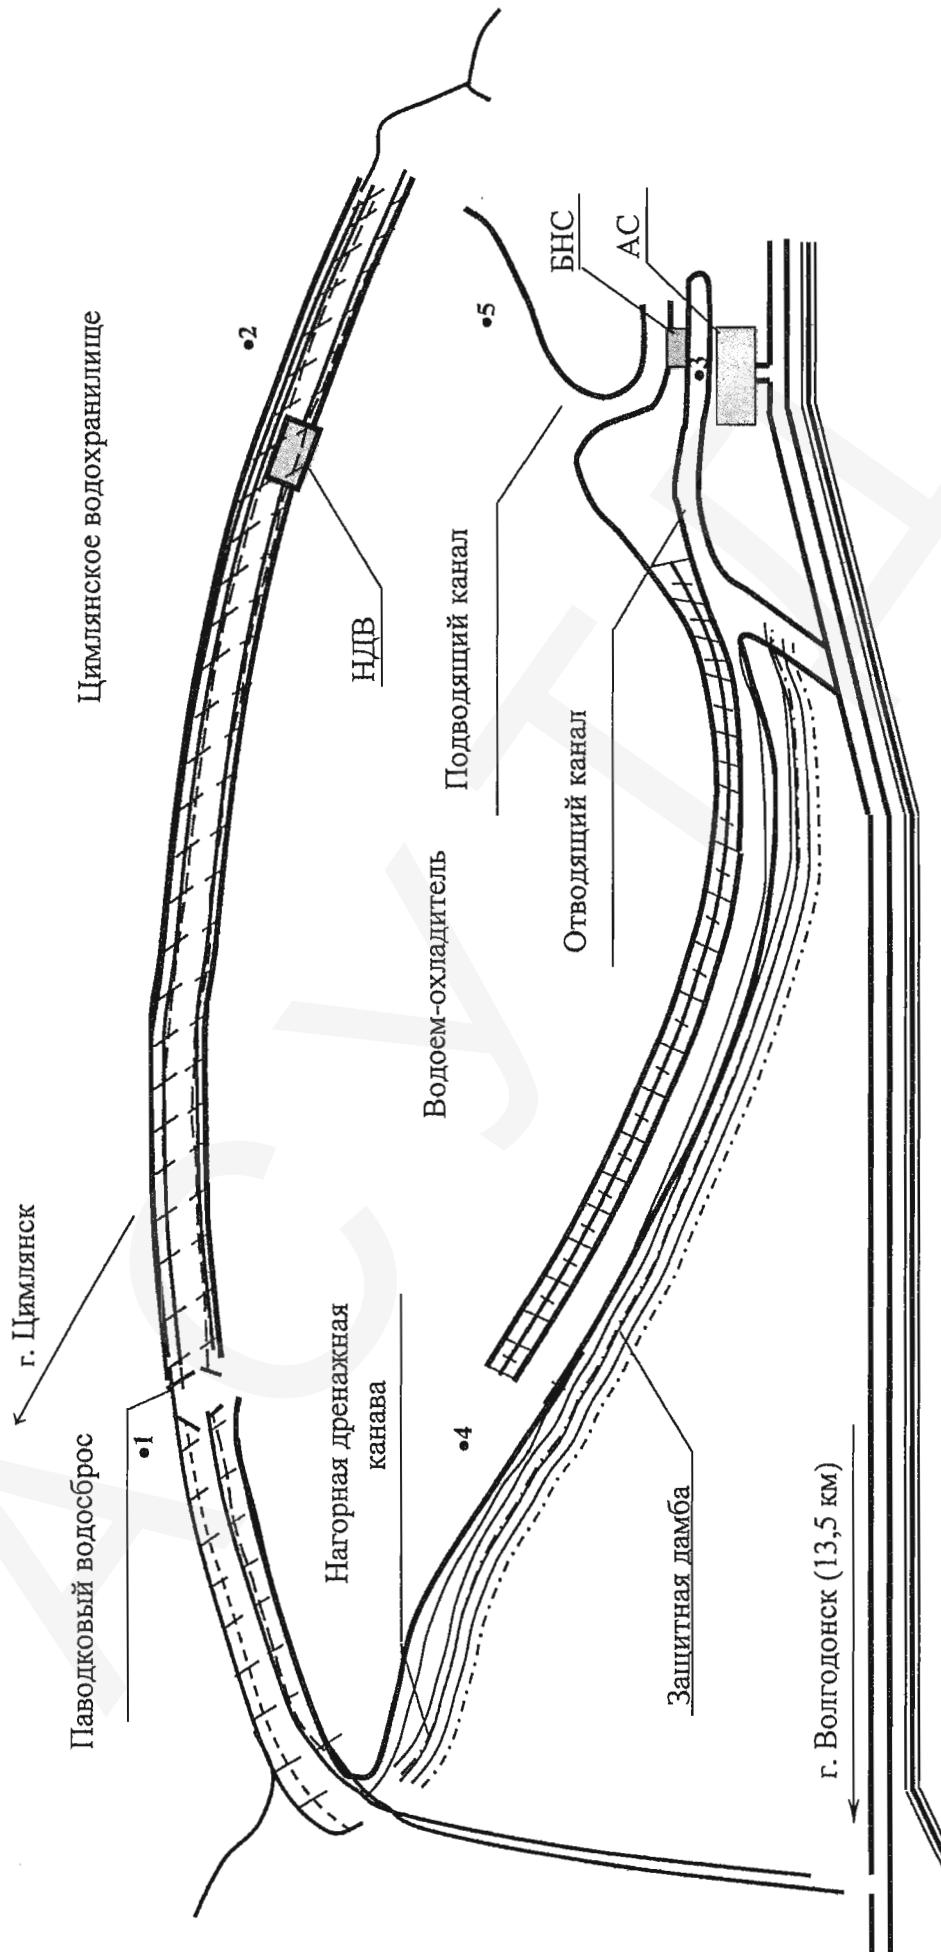 г. Цимлянск
Цимлянское водохранилище
Паводковый водосброс
•1
•2
НДВ
Нагорная дренажная
канава
•4
Водоем-охладитель
Подводящий канал
•5
БНС
АС
•3
Отводящий канал
Защитная дамба
г. Волгодонск (13,5 км)
АСУТД